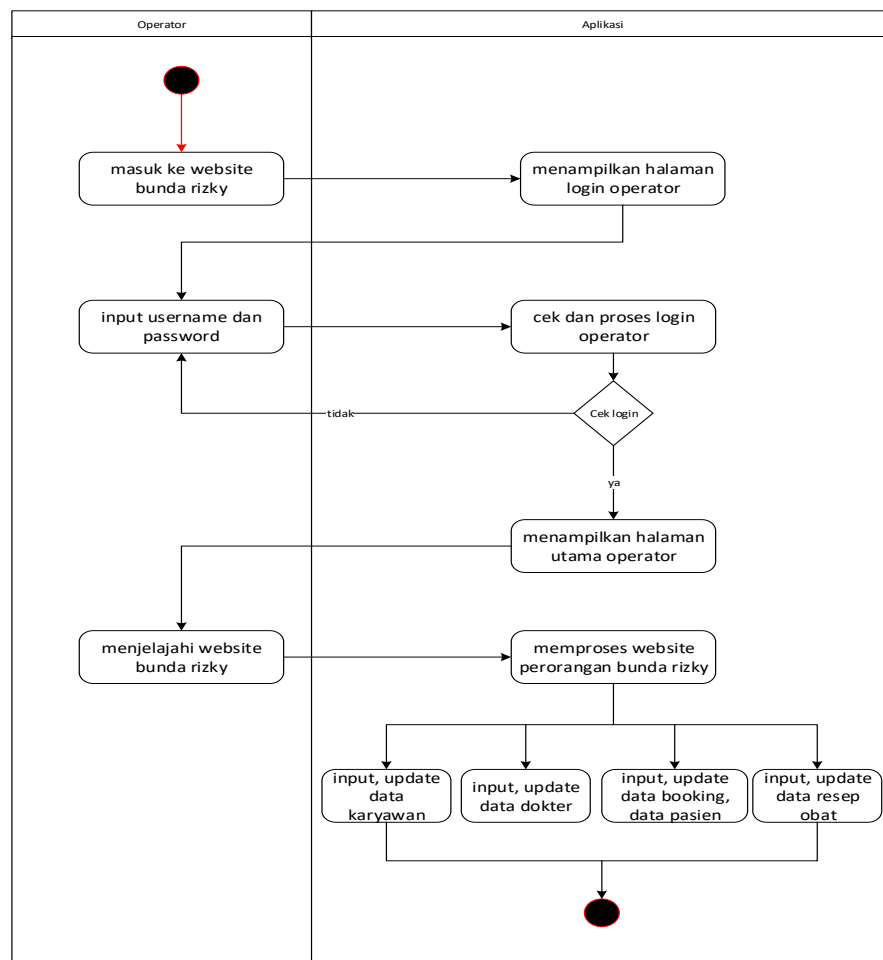 Operator
Aplikasi
masuk ke website
bunda rizky
menampilkan halaman
login operator
input username dan
password
cek dan proses login
operator
Cek login
tidak
ya
menampilkan halaman
utama operator
menjelajahi website
bunda rizky
memproses website
perorangan bunda rizky
input, update
data
karyawan
input, update
data dokter
input, update
data booking,
data pasien
input, update
data resep
obat